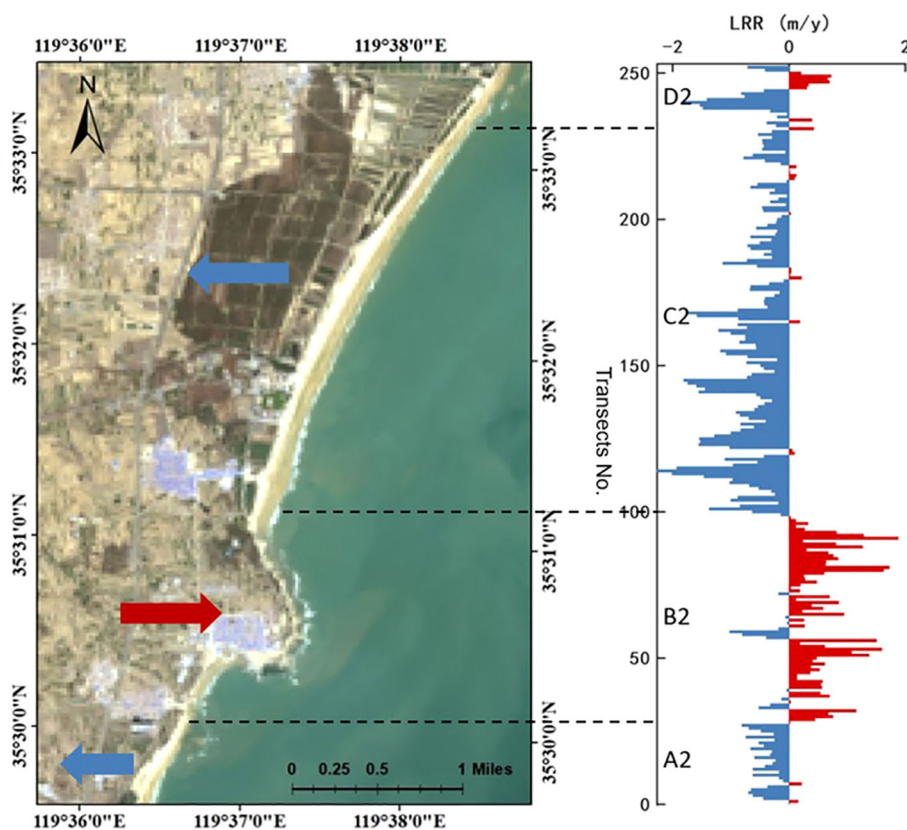 LRR (m/y)
119°36'0"E 119°37'0"E 119°38'0"E
-2 0 2
N
250
D2
35°33'0"N
35°33'0"N
200
C2
35°32'0"N
35°32'0"N
150
Transects No.
100
35°31'0"N
35°31'0"N
B2
50
35°30'0"N
35°30'0"N
A2
0 0.25 0.5 1 Miles
0
119°36'0"E 119°37'0"E 119°38'0"E